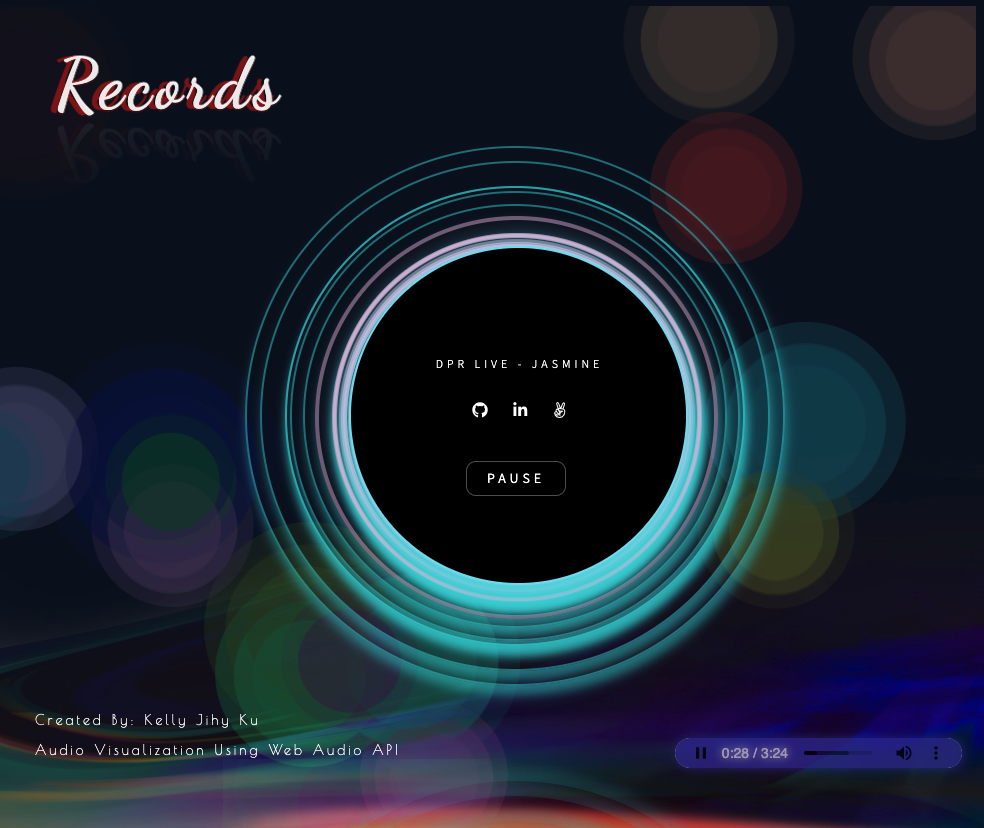 Records
DPR LIVE - JASMINE
PAUSE
Created By: Kelly Jihy Ku
Audio Visualization Using Web Audio API
0:28 / 3:24